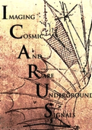 IMAGING
COSMIC
AND
RARE
UNDERGROUND
SIGNALS